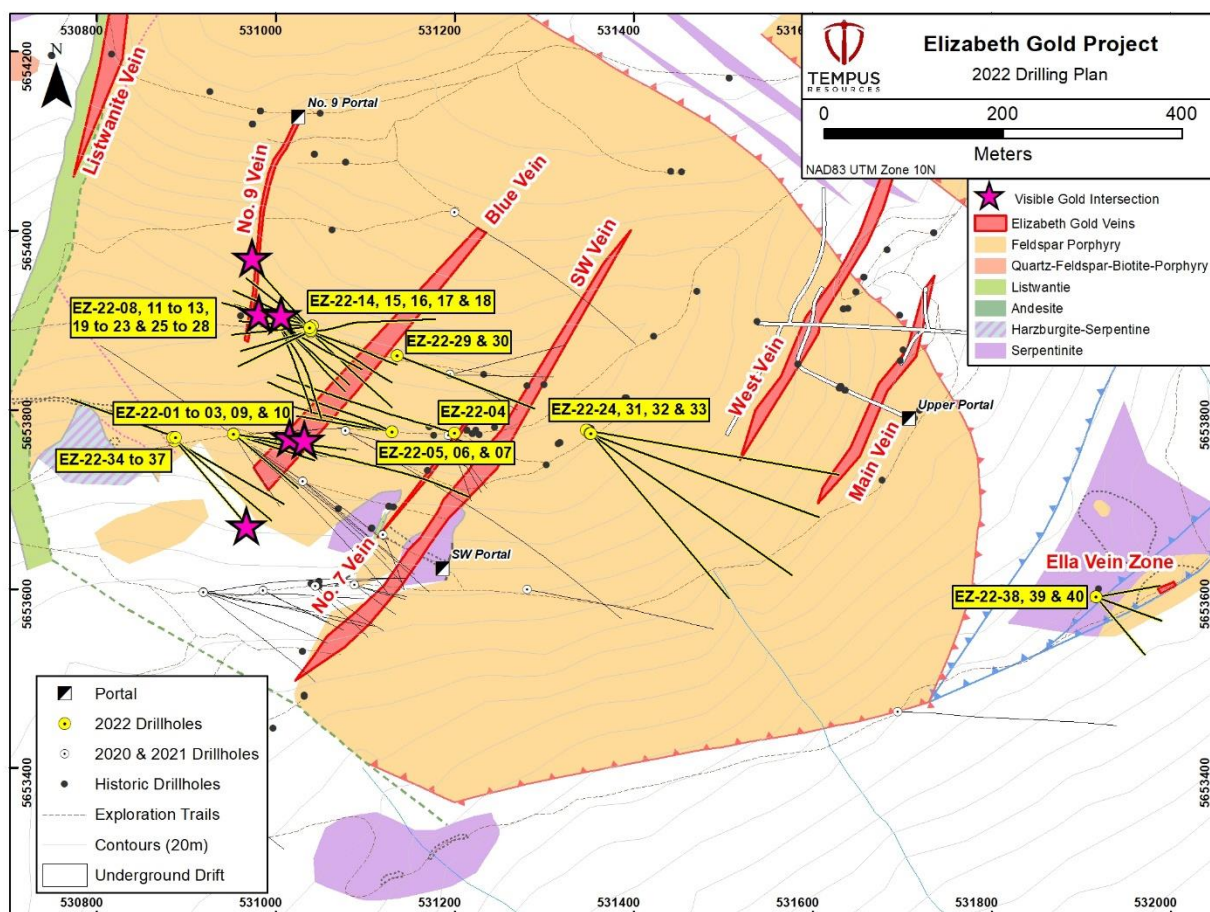 530800
531000
531200
531400
5316
5654200
5654200
N
TEMPUS
RESOURCES
Elizabeth Gold Project
2022 Drilling Plan
0
200
400
Meters
NAD83 UTM Zone 10N
Visible Gold Intersection
Elizabeth Gold Veins
Feldspar Porphyry
Quartz-Feldspar-Biotite-Porphyry
Listwantie
Andesite
Harzburgite-Serpentine
Serpentinite
No. 9 Portal
Listwanite Vein
No. 9 Vein
Blue Vein
SW Vein
5654000
5654000
EZ-22-08, 11 to 13,
19 to 23 & 25 to 28
EZ-22-14, 15, 16, 17 & 18
EZ-22-29 & 30
West Vein
5653800
5653800
EZ-22-01 to 03, 09, & 10
EZ-22-04
EZ-22-24, 31, 32 & 33
Upper Portal
EZ-22-34 to 37
EZ-22-05, 06, & 07
Main Vein
No. 7 Vein
SW Portal
Ella Vein Zone
5653600
5653600
EZ-22-38, 39 & 40
Portal
2022 Drillholes
2020 & 2021 Drillholes
Historic Drillholes
Exploration Trails
Contours (20m)
Underground Drift
5653400
5653400
530800
531000
531200
531400
531600
531800
532000